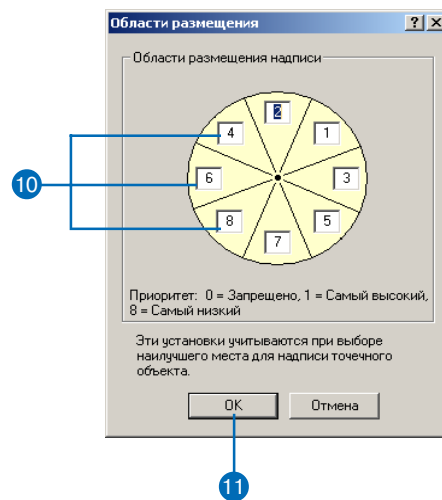 Области размещения
Области размещения надписи
2
4 1
10 6 3
8 5
7
Приоритет: 0 = Запрещено, 1 = Самый высокий,
8 = Самый низкий
Эти установки учитываются при выборе
наилучшего места для надписи точечного
объекта.
OK Отмена
11